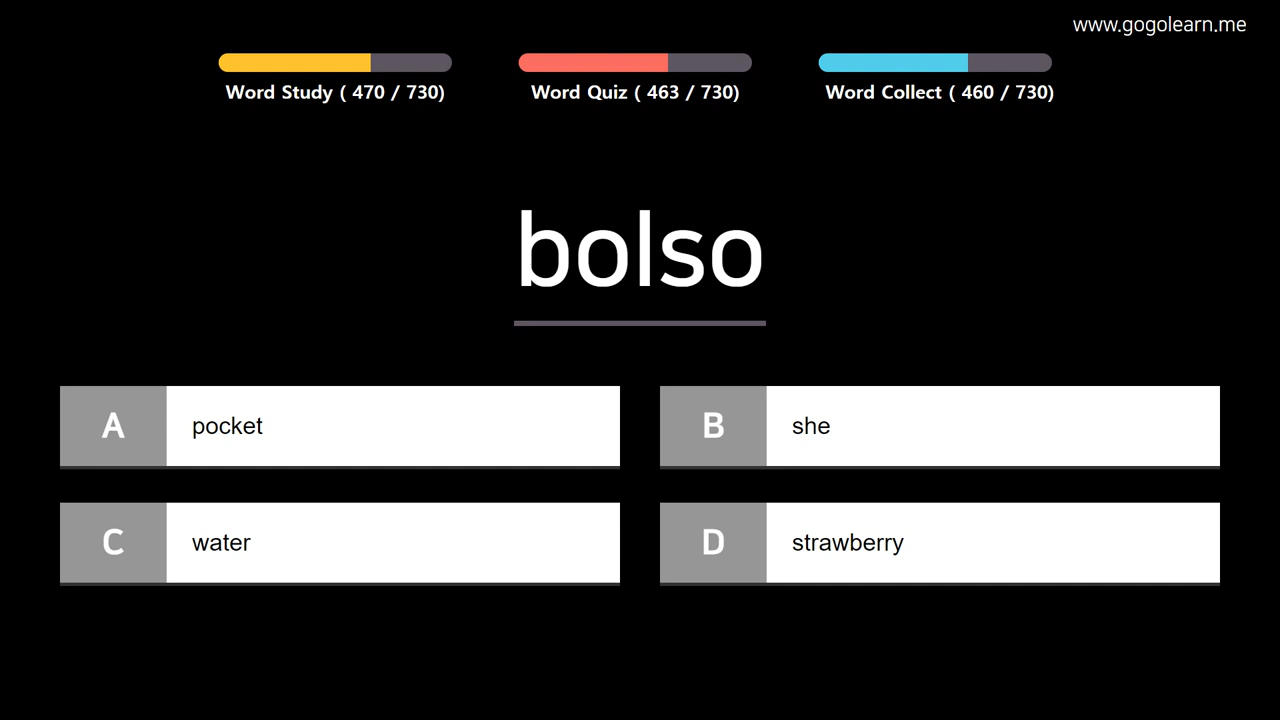 www.gogolearn.me
Word Study ( 470 / 730)
Word Quiz ( 463 / 730)
Word Collect ( 460 / 730)
bolso
A pocket
B she
C water
D strawberry